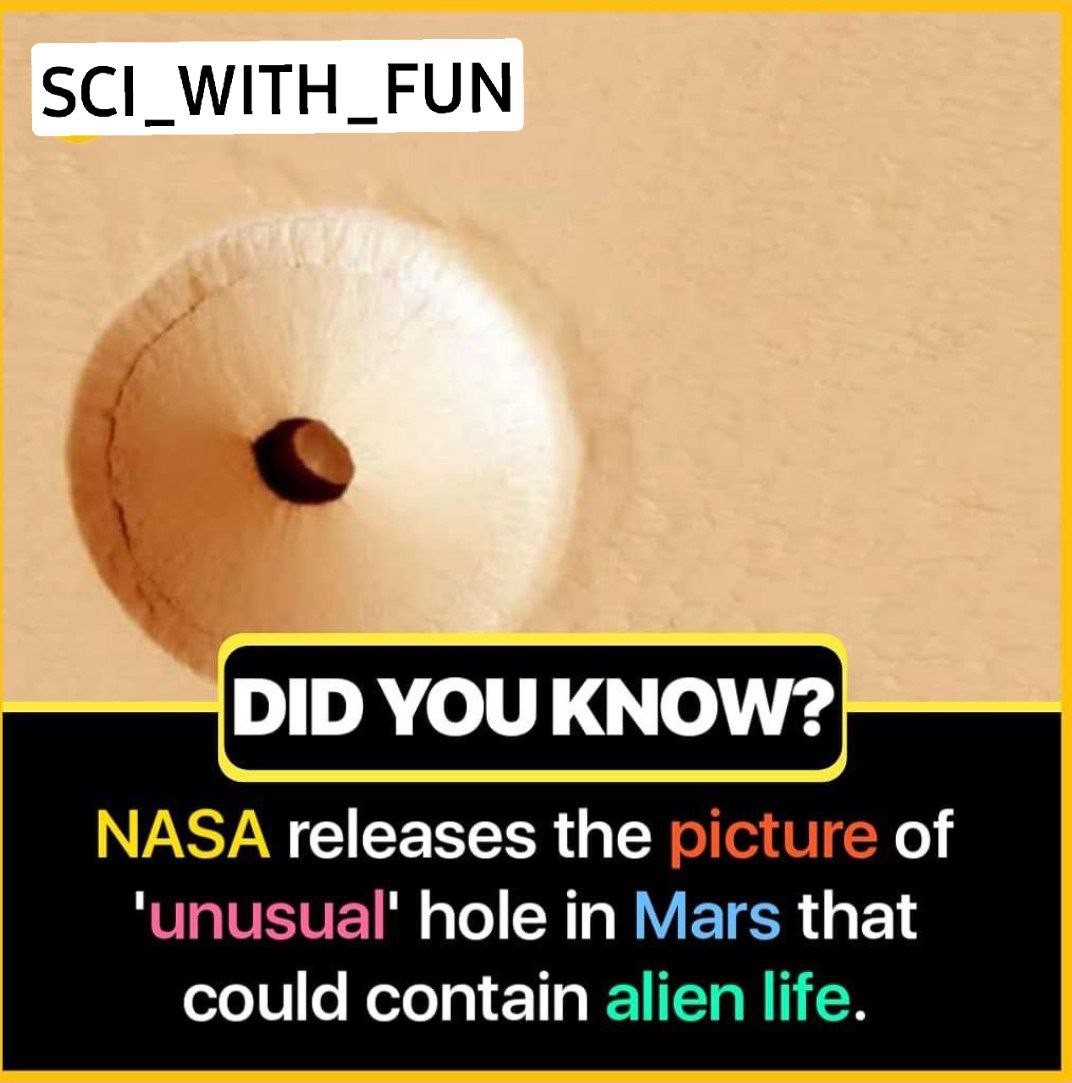 SCI_WITH_FUN
DID YOU KNOW?
NASA releases the picture of
'unusual' hole in Mars that
could contain alien life.